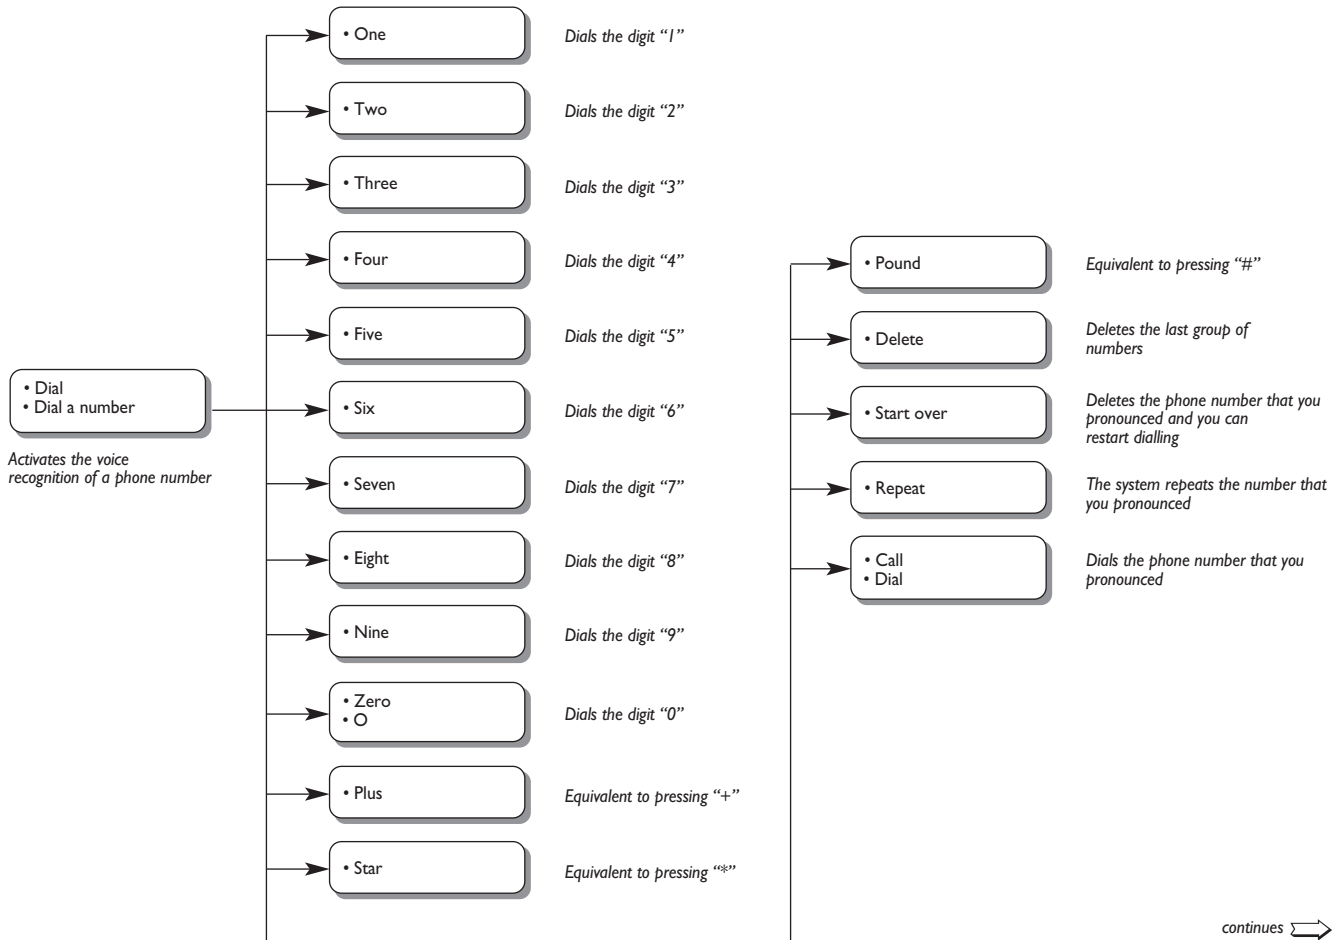 • Dial
• Dial a number
Activates the voice
recognition of a phone number
• One
Dials the digit “1”
• Two
Dials the digit “2”
• Three
Dials the digit “3”
• Four
Dials the digit “4”
• Five
Dials the digit “5”
• Six
Dials the digit “6”
• Seven
Dials the digit “7”
• Eight
Dials the digit “8”
• Nine
Dials the digit “9”
• Zero
• O
Dials the digit “0”
• Plus
Equivalent to pressing “+”
• Star
Equivalent to pressing “*”
• Pound
Equivalent to pressing “#”
• Delete
Deletes the last group of
numbers
• Start over
Deletes the phone number that you
pronounced and you can
restart dialling
• Repeat
The system repeats the number that
you pronounced
• Call
• Dial
Dials the phone number that you
pronounced
continues